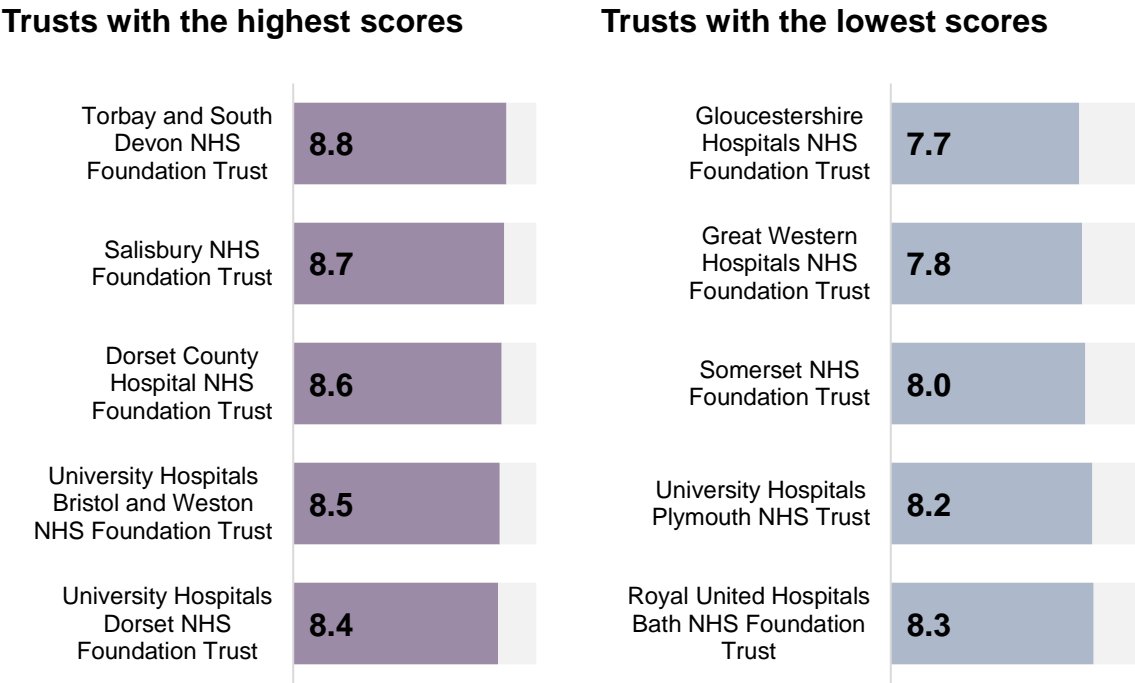 Trusts with the highest scores
Torbay and South
Devon NHS
Foundation Trust
8.8
Salisbury NHS
Foundation Trust
8.7
Dorset County
Hospital NHS
Foundation Trust
8.6
University Hospitals
Bristol and Weston
NHS Foundation Trust
8.5
University Hospitals
Dorset NHS
Foundation Trust
8.4
Trusts with the lowest scores
Gloucestershire
Hospitals NHS
Foundation Trust
7.7
Great Western
Hospitals NHS
Foundation Trust
7.8
Somerset NHS
Foundation Trust
8.0
University Hospitals
Plymouth NHS Trust
8.2
Royal United Hospitals
Bath NHS Foundation
Trust
8.3